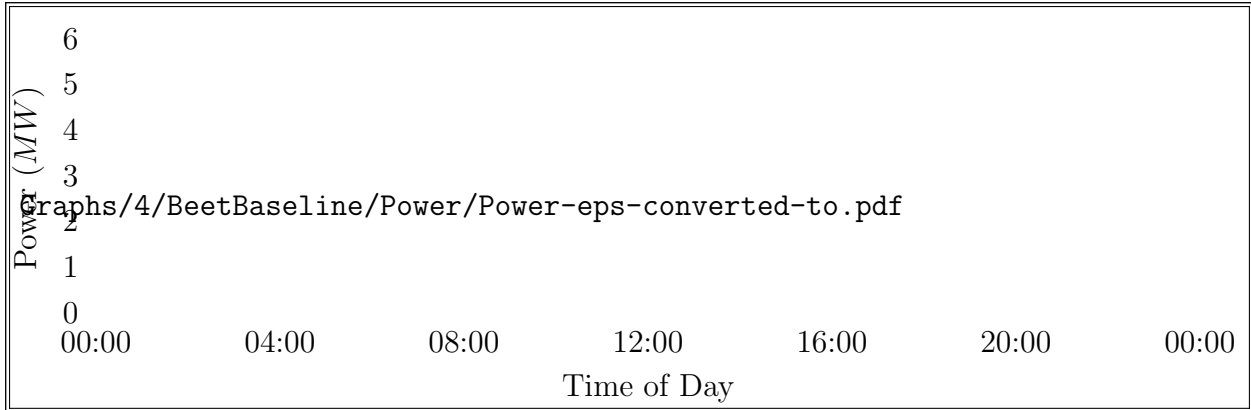 6
5
4
3
2
1
0
Power (MW)
Graphs/4/BeetBaseline/Power/Power-eps-converted-to.pdf
00:00 04:00 08:00 12:00 16:00 20:00 00:00
Time of Day